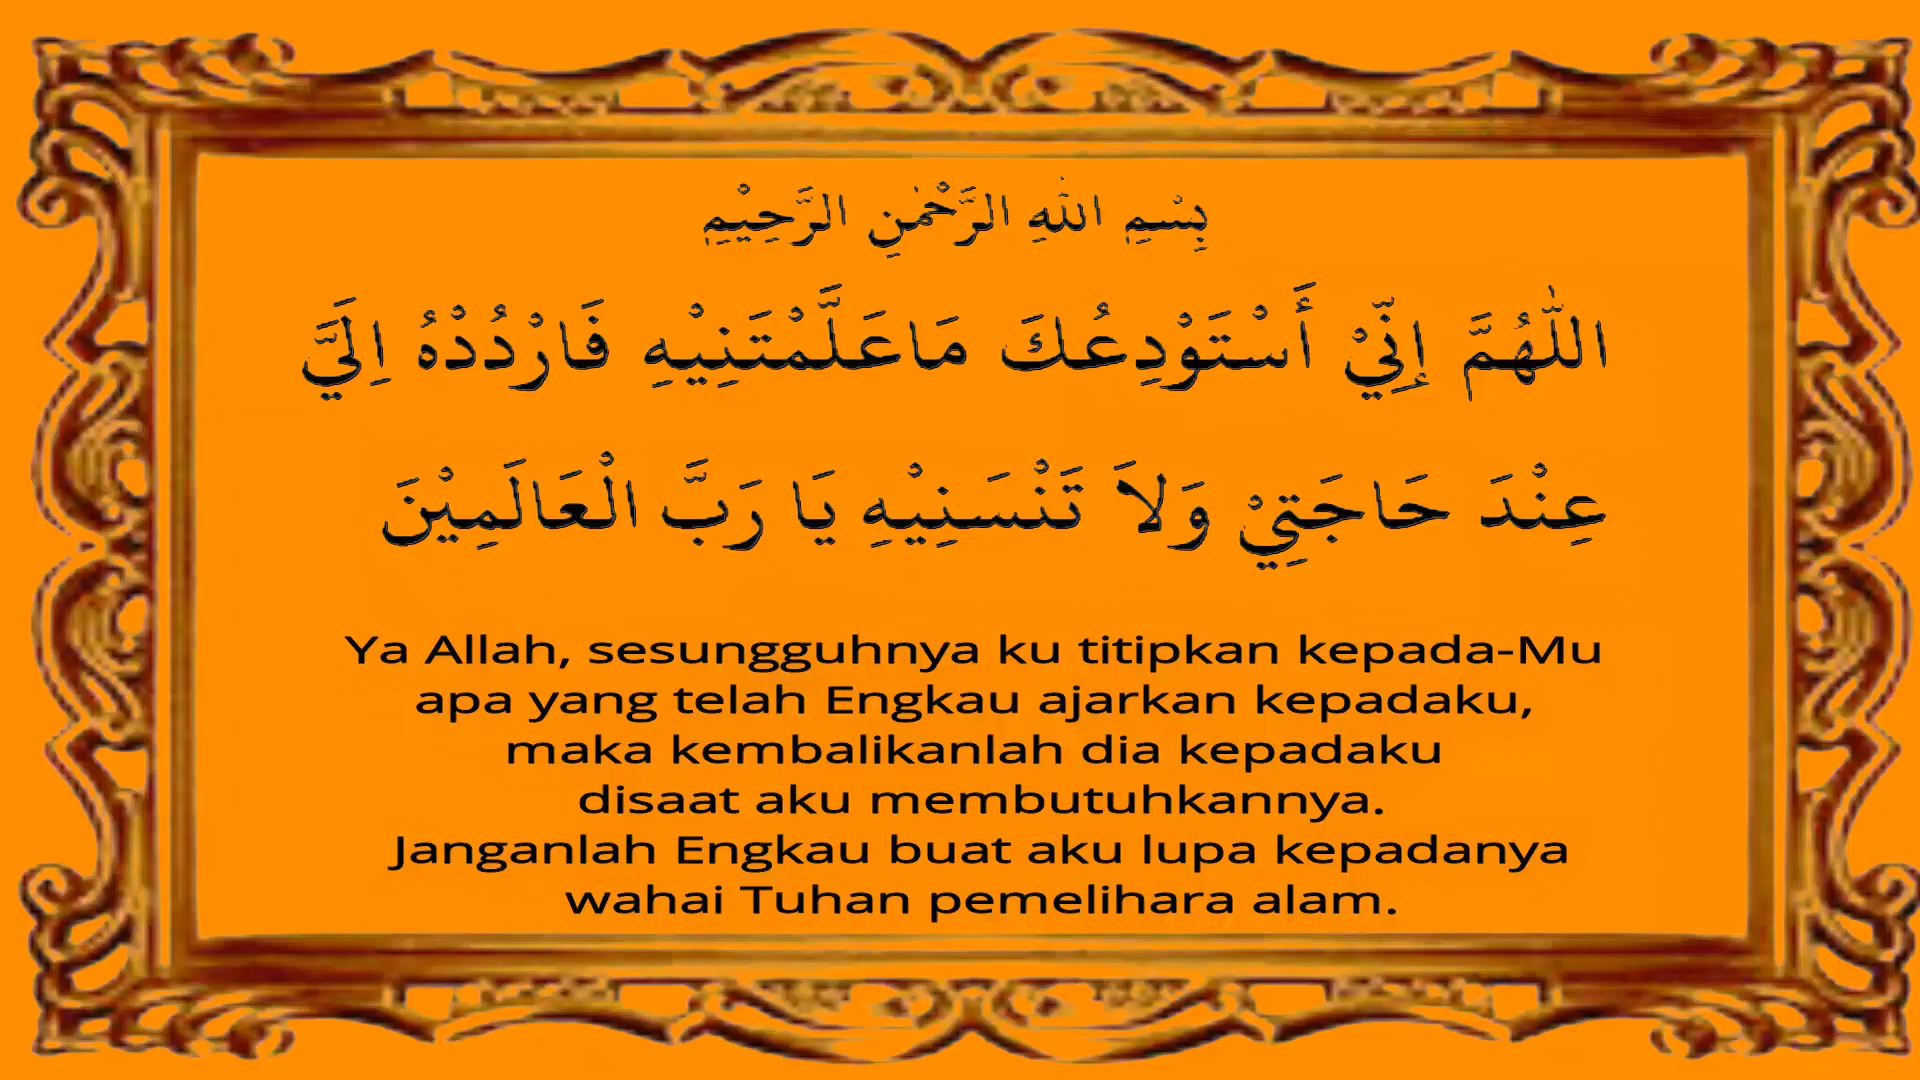 بِسْمِ اللهِ الرَّحْمٰنِ الرَّحِيْمِ
اللّٰهُمَّ إِنِّيْ أَسْتَوْدِعُكَ مَاعَلَّمْتَنِيْهِ فَارْدُدْهُ اِلَيَّ
عِنْدَ حَاجَتِيْ وَلاَ تَنْسَنِيْهِ يَا رَبَّ الْعَالَمِيْنَ
Ya Allah, sesungguhnya ku titipkan kepada-Mu
apa yang telah Engkau ajarkan kepadaku,
maka kembalikanlah dia kepadaku
disaat aku membutuhkannya.
Janganlah Engkau buat aku lupa kepadanya
wahai Tuhan pemelihara alam.